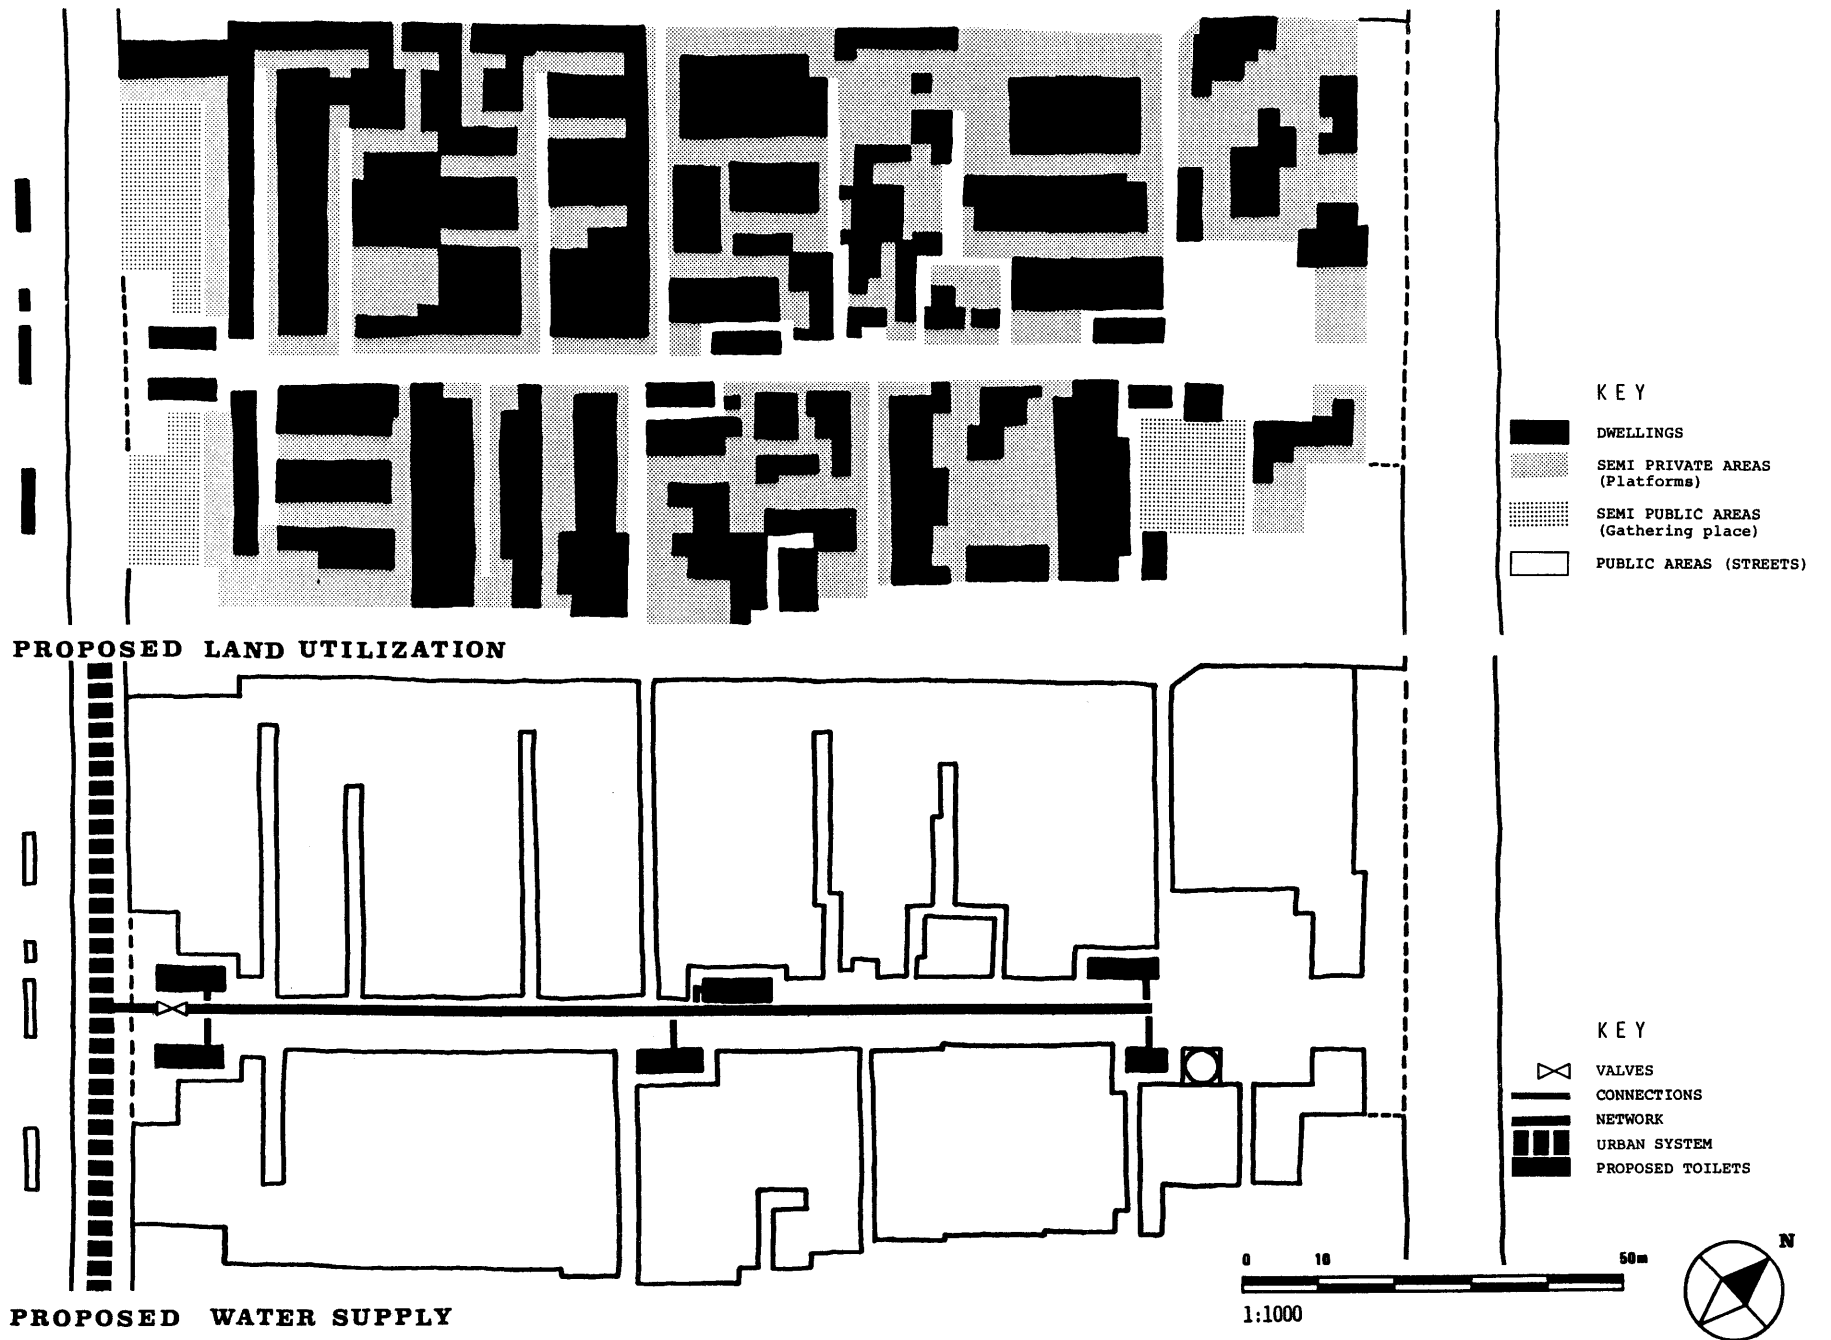 KEY
DWELLINGS
SEMI PRIVATE AREAS
(Platforms)
SEMI PUBLIC AREAS
(Gathering place)
PUBLIC AREAS (STREETS)
PROPOSED LAND UTILIZATION
KEY
VALVES
CONNECTIONS
NETWORK
URBAN SYSTEM
PROPOSED TOILETS
0 10 50m
1:1000
N
PROPOSED WATER SUPPLY